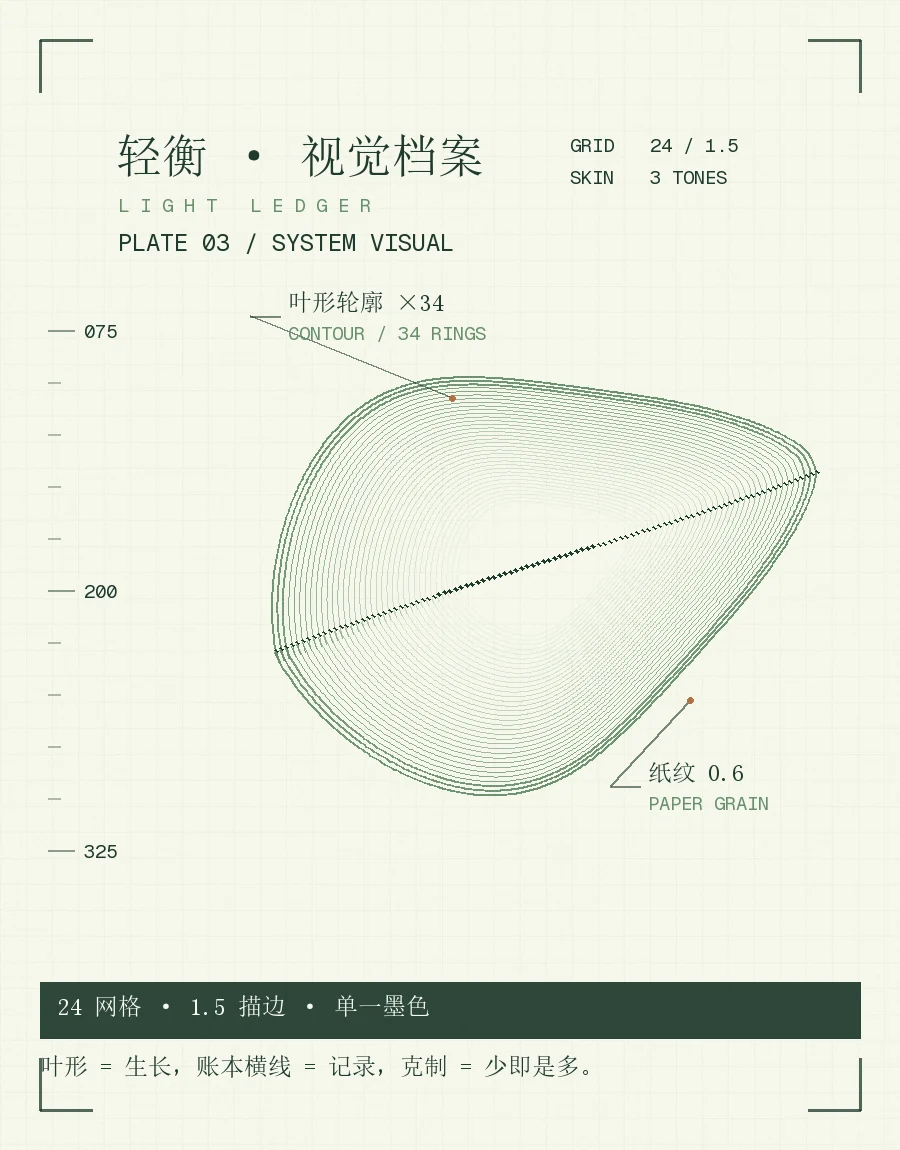 轻衡 • 视觉档案
LIGHT LEDGER
PLATE 03 / SYSTEM VISUAL
GRID 24 / 1.5
SKIN 3 TONES
叶形轮廓 ×34
CONTOUR / 34 RINGS
075
200
325
纸纹 0.6
PAPER GRAIN
24 网格 • 1.5 描边 • 单一墨色
叶形 = 生长，账本横线 = 记录，克制 = 少即是多。